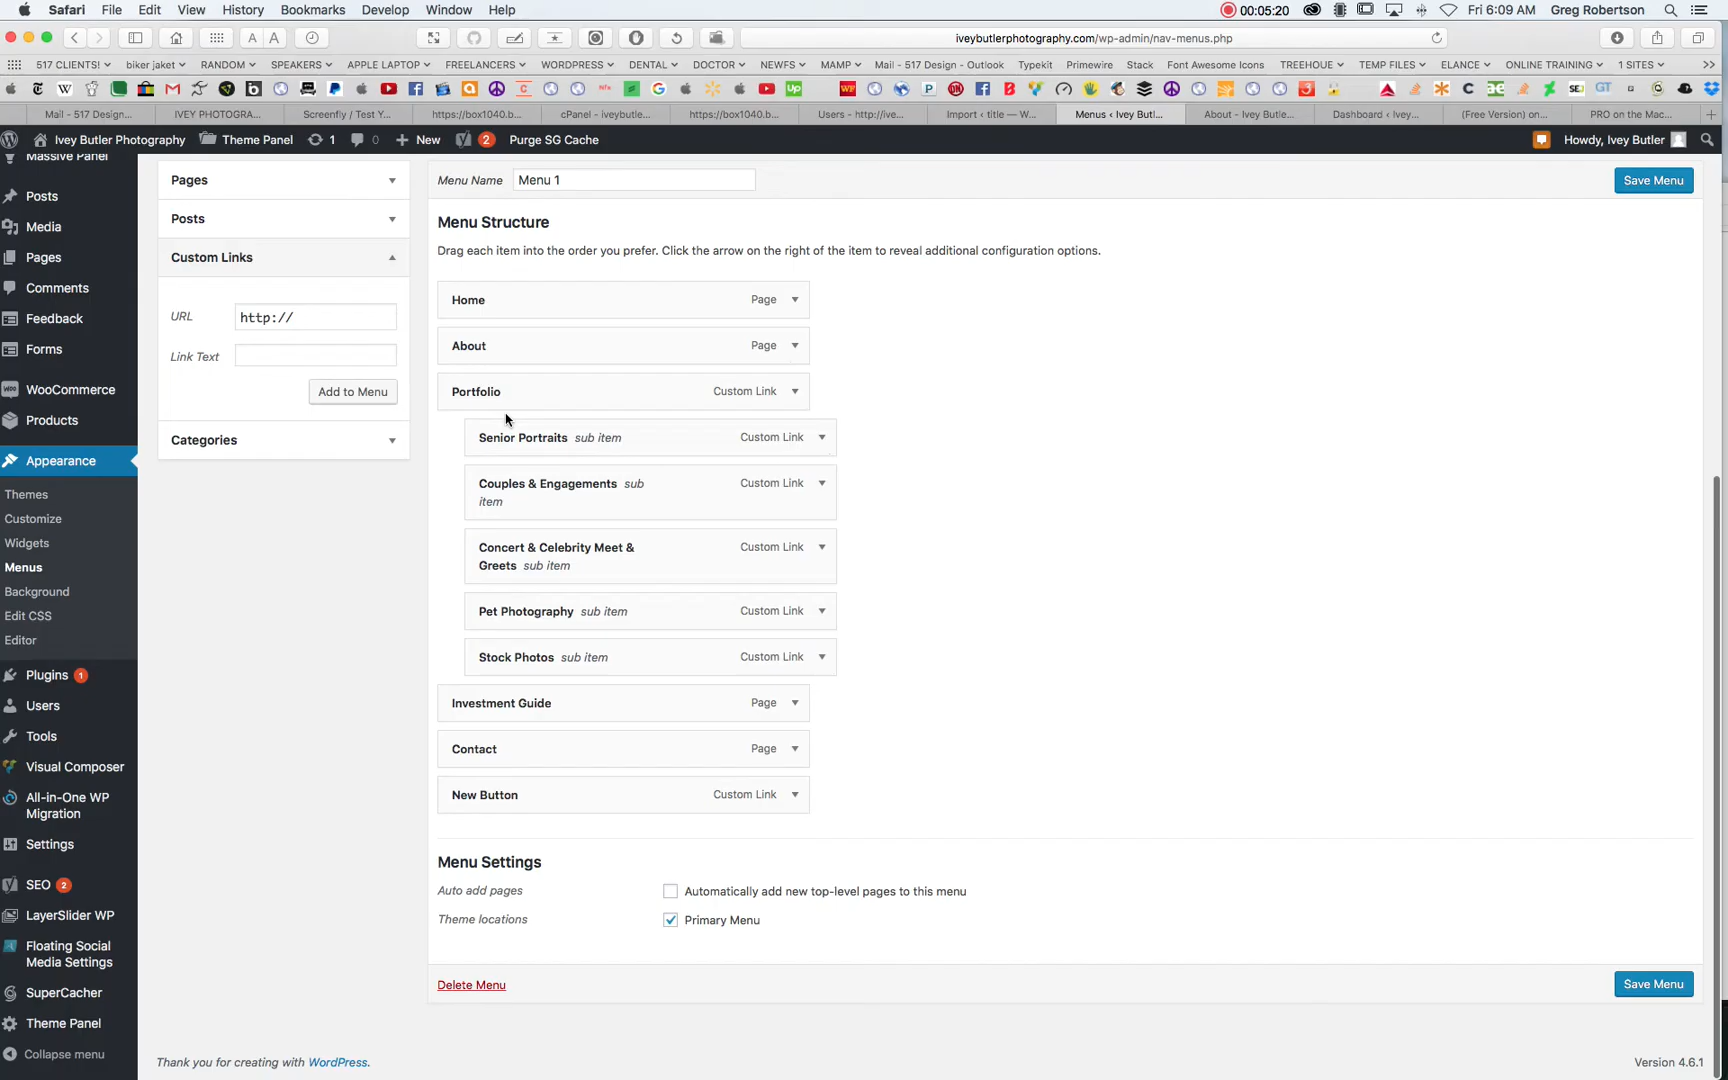 Safari File Edit View History Bookmarks Develop Window Help 00:05:20 Fri 6:09 AM Greg Robertson
A A iveybutlerphotography.com/wp-admin/nav-menus.php
517 CLIENTS! biker jaket RANDOM SPEAKERS APPLE LAPTOP FREELANCERS WORDPRESS DENTAL DOCTOR NEWFS MAMP Mail - 517 Design - Outlook Typekit Primewire Stack Font Awesome Icons TREEHOUSE TEMP FILES ELANCE ONLINE TRAINING 1 SITES
Mail - 517 Design... IVEY PHOTOGRA... Screenfly / Test Y... https://box1040.b... cPanel - iveybutle... https://box1040.b... Users - http://ive... Import ‹ title — W... Menus ‹ Ivey Butl... About - Ivey Butle... Dashboard ‹ Ivey... (Free Version) on... PRO on the Mac...
Ivey Butler Photography Theme Panel 1 0 New 2 Purge SG Cache Howdy, Ivey Butler
Massive Panel
Posts
Media
Pages
Comments
Feedback
Forms
WooCommerce
Products
Appearance
Themes
Customize
Widgets
Menus
Background
Edit CSS
Editor
Plugins 1
Users
Tools
Visual Composer
All-in-One WP
Migration
Settings
SEO 2
LayerSlider WP
Floating Social
Media Settings
SuperCacher
Theme Panel
Collapse menu
Pages
Posts
Custom Links
URL http://
Link Text
Add to Menu
Categories
Menu Name Menu 1 Save Menu
Menu Structure
Drag each item into the order you prefer. Click the arrow on the right of the item to reveal additional configuration options.
Home Page
About Page
Portfolio Custom Link
Senior Portraits sub item Custom Link
Couples & Engagements sub Custom Link
item
Concert & Celebrity Meet & Custom Link
Greets sub item
Pet Photography sub item Custom Link
Stock Photos sub item Custom Link
Investment Guide Page
Contact Page
New Button Custom Link
Menu Settings
Auto add pages Automatically add new top-level pages to this menu
Theme locations Primary Menu
Delete Menu Save Menu
Thank you for creating with WordPress. Version 4.6.1